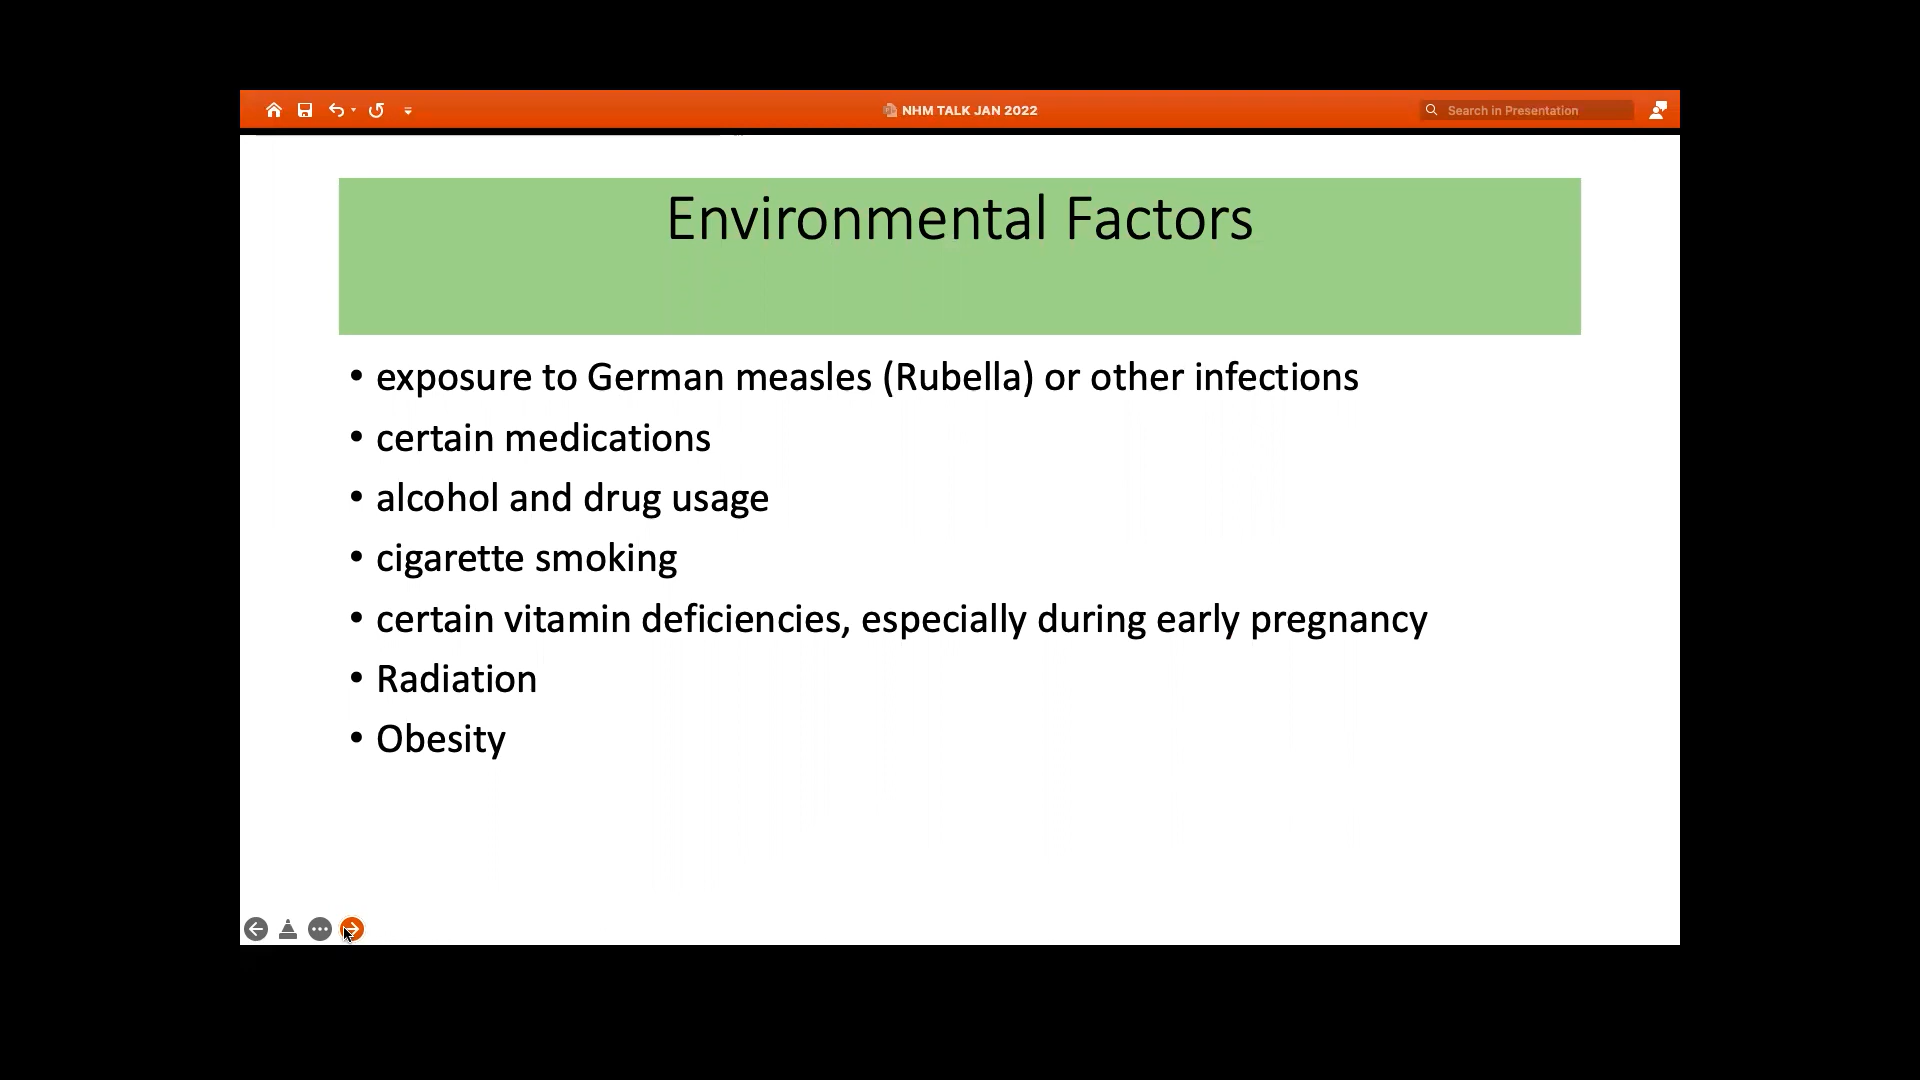 NHM TALK JAN 2022
Search in Presentation
Environmental Factors
• exposure to German measles (Rubella) or other infections
• certain medications
• alcohol and drug usage
• cigarette smoking
• certain vitamin deficiencies, especially during early pregnancy
• Radiation
• Obesity